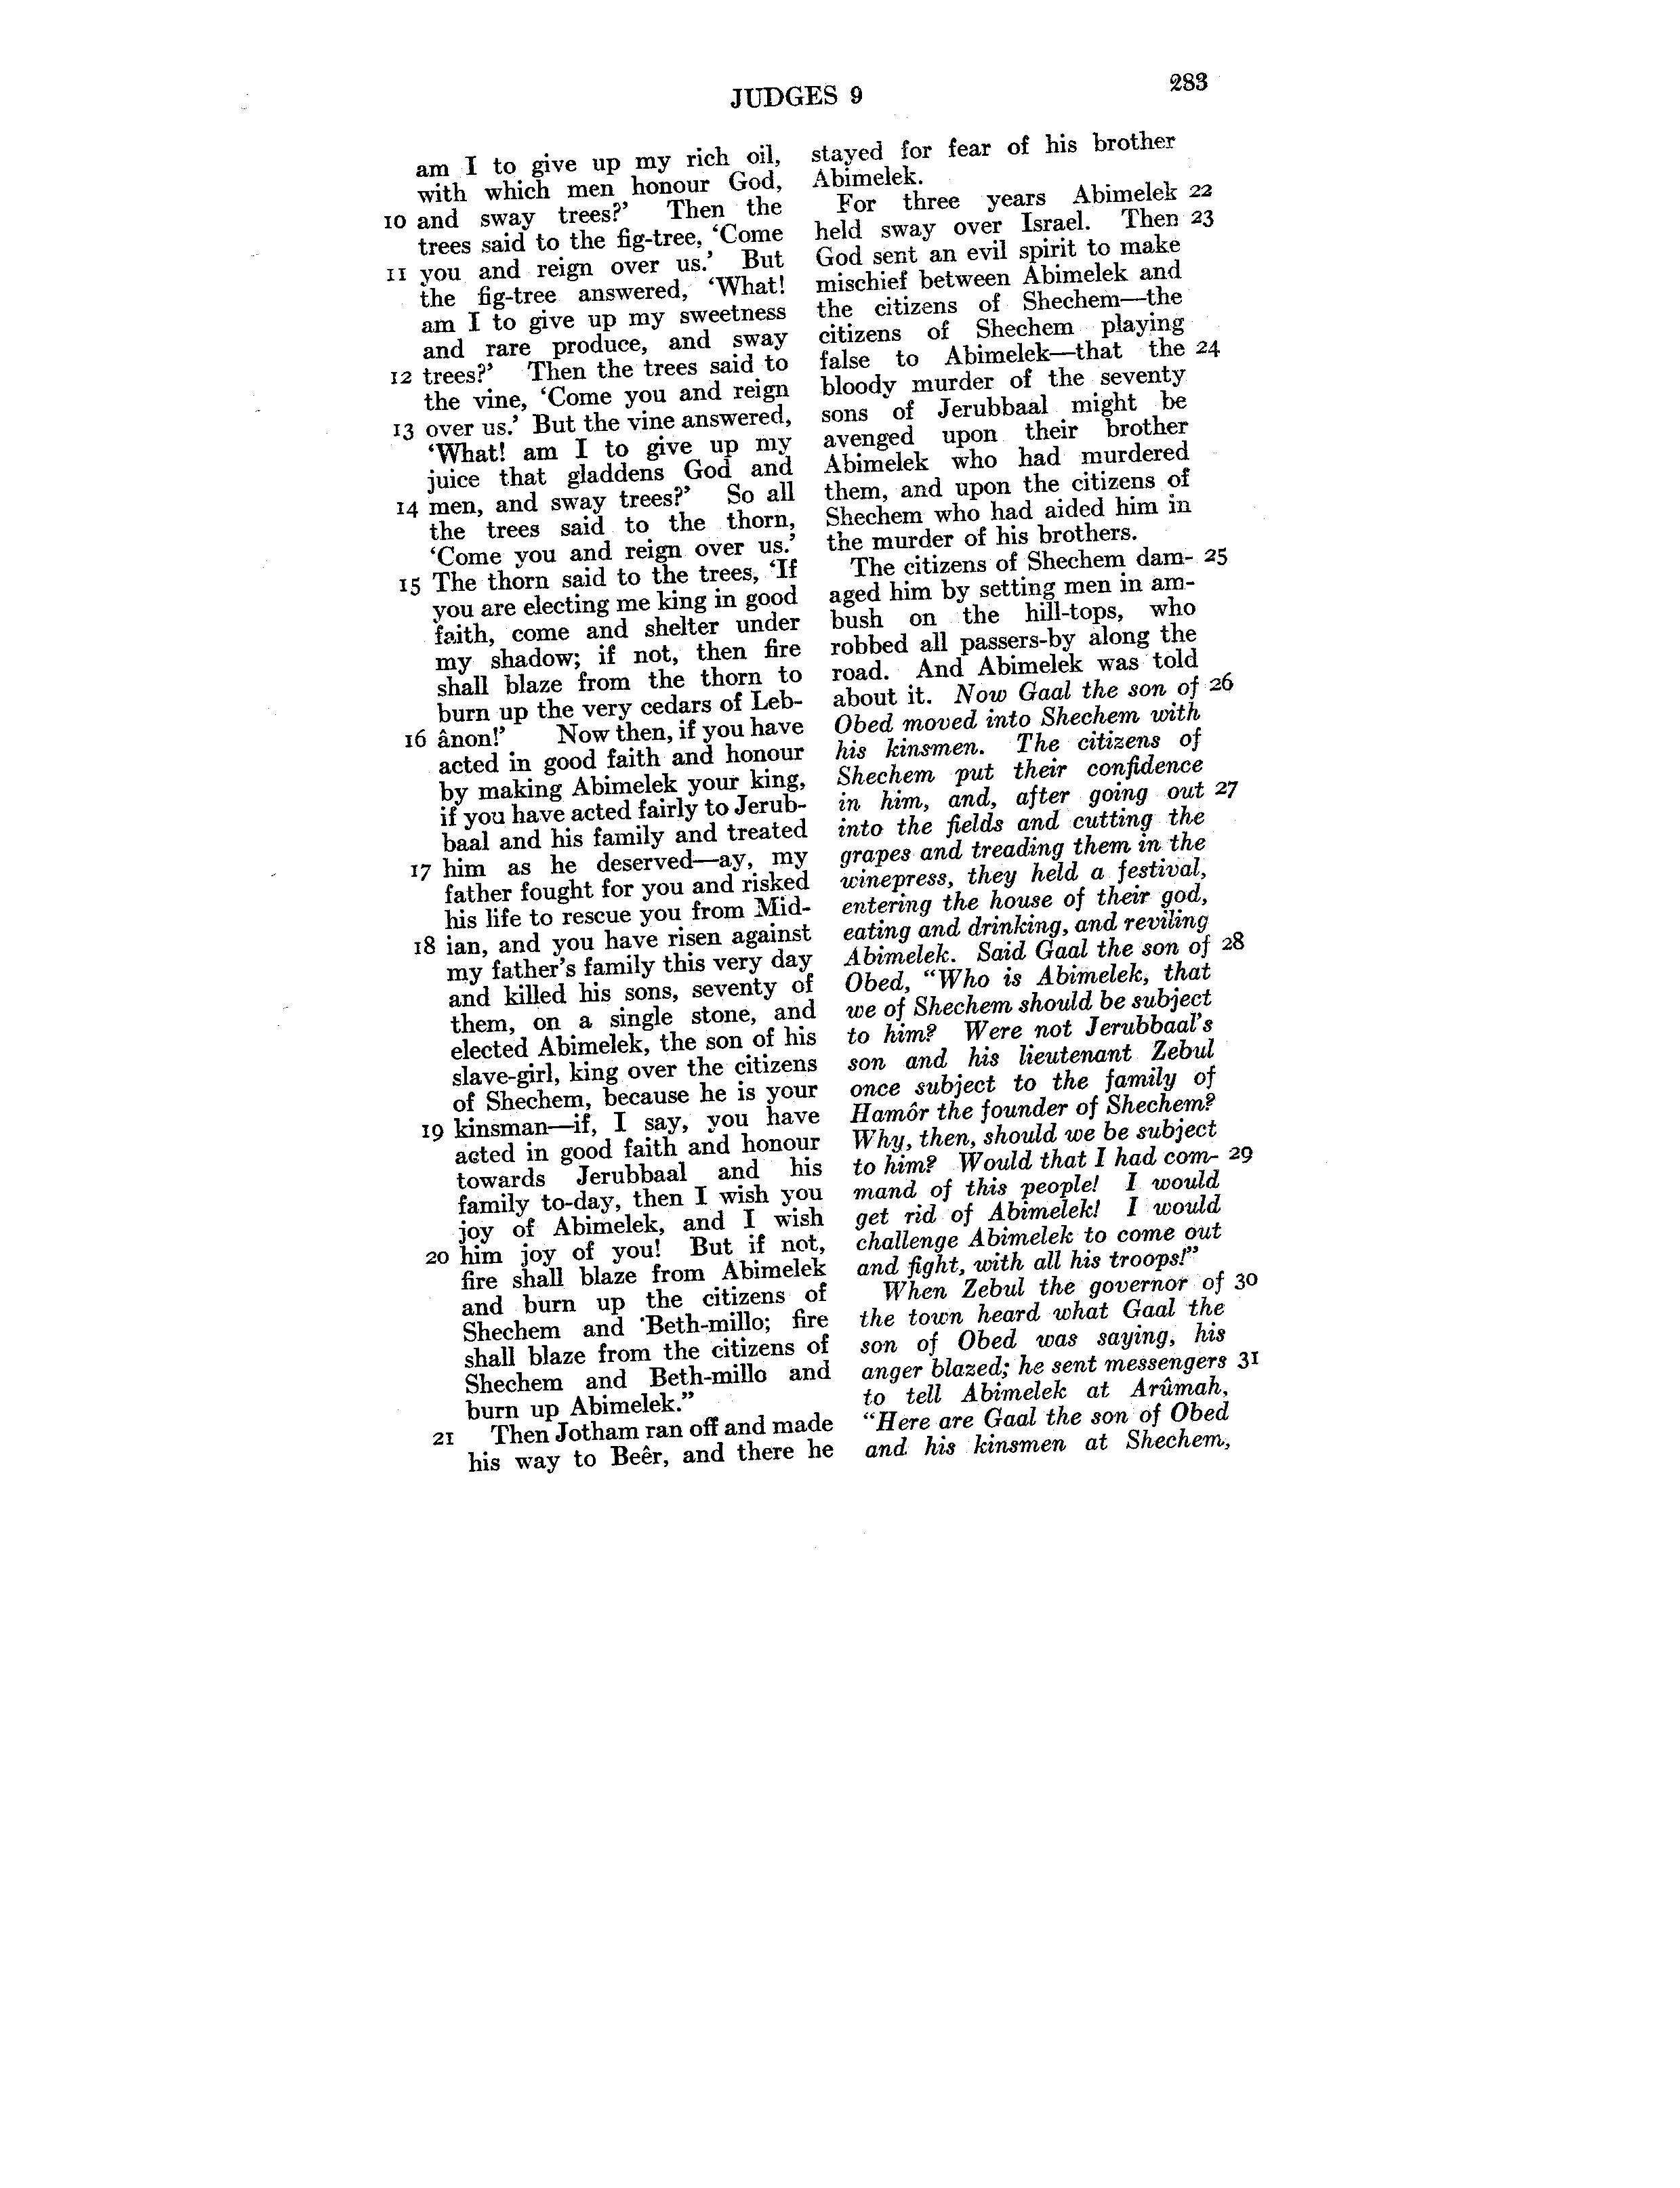 JUDGES 9
283
am I to give up my rich oil,
with which men honour God,
10 and sway trees?’ Then the
trees said to the fig-tree, ‘Come
11 you and reign over us.’ But
the fig-tree answered, ‘What!
am I to give up my sweetness
and rare produce, and sway
12 trees?’ Then the trees said to
the vine, ‘Come you and reign
13 over us.’ But the vine answered,
‘What! am I to give up my
juice that gladdens God and
14 men, and sway trees?’ So all
the trees said to the thorn,
‘Come you and reign over us.’
15 The thorn said to the trees, ‘If
you are electing me king in good
faith, come and shelter under
my shadow; if not, then fire
shall blaze from the thorn to
burn up the very cedars of Leb-
16 ânon!’ Now then, if you have
acted in good faith and honour
by making Abimelek your king,
if you have acted fairly to Jerub-
baal and his family and treated
17 him as he deserved—ay, my
father fought for you and risked
his life to rescue you from Mid-
18 ian, and you have risen against
my father’s family this very day
and killed his sons, seventy of
them, on a single stone, and
elected Abimelek, the son of his
slave-girl, king over the citizens
of Shechem, because he is your
19 kinsman—if, I say, you have
acted in good faith and honour
towards Jerubbaal and his
family to-day, then I wish you
joy of Abimelek, and I wish
20 him joy of you! But if not,
fire shall blaze from Abimelek
and burn up the citizens of
Shechem and Beth-millo; fire
shall blaze from the citizens of
Shechem and Beth-millo and
burn up Abimelek.”
21 Then Jotham ran off and made
his way to Beêr, and there he
stayed for fear of his brother
Abimelek.
For three years Abimelek 22
held sway over Israel. Then 23
God sent an evil spirit to make
mischief between Abimelek and
the citizens of Shechem—the
citizens of Shechem playing
false to Abimelek—that the 24
bloody murder of the seventy
sons of Jerubbaal might be
avenged upon their brother
Abimelek who had murdered
them, and upon the citizens of
Shechem who had aided him in
the murder of his brothers.
The citizens of Shechem dam- 25
aged him by setting men in am-
bush on the hill-tops, who
robbed all passers-by along the
road. And Abimelek was told
about it. Now Gaal the son of 26
Obed moved into Shechem with
his kinsmen. The citizens of
Shechem put their confidence
in him, and, after going out 27
into the fields and cutting the
grapes and treading them in the
winepress, they held a festival,
entering the house of their god,
eating and drinking, and reviling
Abimelek. Said Gaal the son of 28
Obed, “Who is Abimelek, that
we of Shechem should be subject
to him? Were not Jerubbaal’s
son and his lieutenant Zebul
once subject to the family of
Hamôr the founder of Shechem?
Why, then, should we be subject
to him? Would that I had com- 29
mand of this people! I would
get rid of Abimelek! I would
challenge Abimelek to come out
and fight, with all his troops!”
When Zebul the governor of 30
the town heard what Gaal the
son of Obed was saying, his
anger blazed; he sent messengers 31
to tell Abimelek at Arûmah,
“Here are Gaal the son of Obed
and his kinsmen at Shechem,